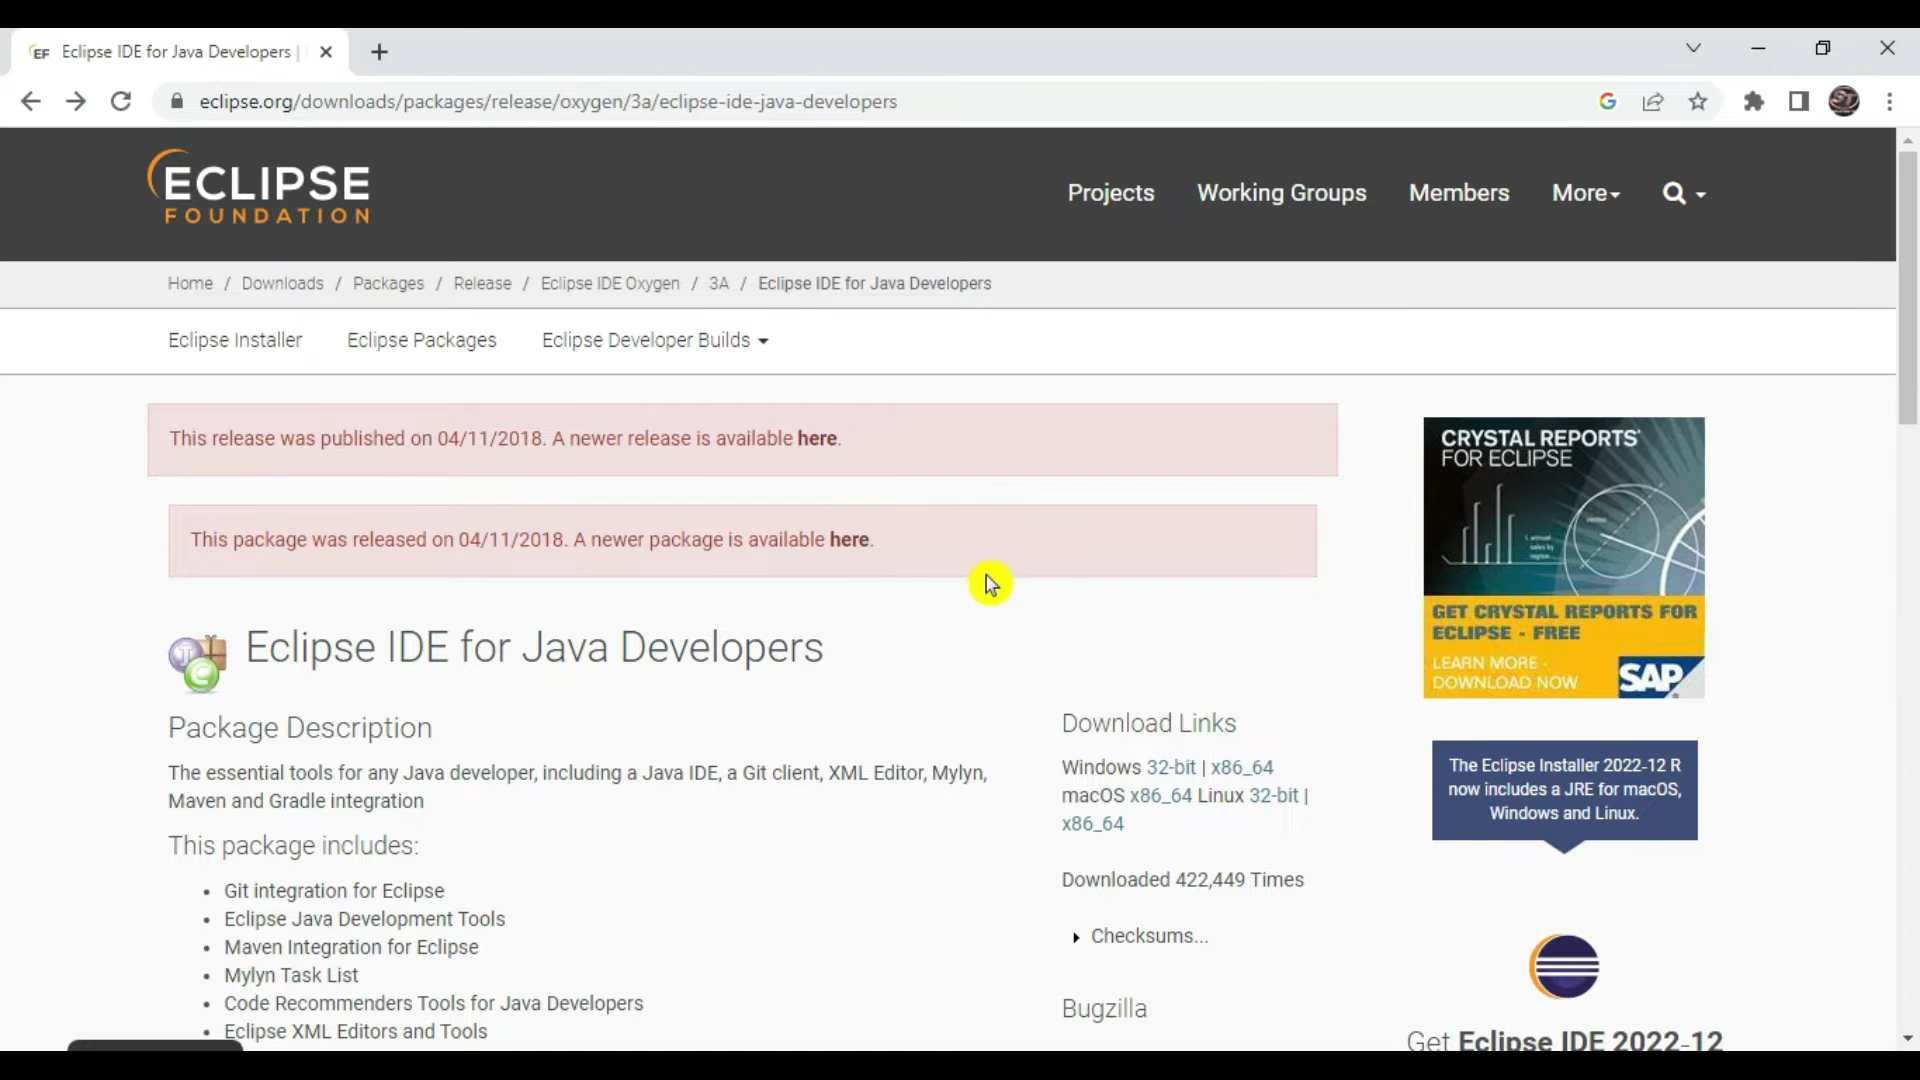 EF Eclipse IDE for Java Developers |
eclipse.org/downloads/packages/release/oxygen/3a/eclipse-ide-java-developers
ECLIPSE
FOUNDATION
Projects Working Groups Members More
Home / Downloads / Packages / Release / Eclipse IDE Oxygen / 3A / Eclipse IDE for Java Developers
Eclipse Installer Eclipse Packages Eclipse Developer Builds
This release was published on 04/11/2018. A newer release is available here.
This package was released on 04/11/2018. A newer package is available here.
Eclipse IDE for Java Developers
Package Description
The essential tools for any Java developer, including a Java IDE, a Git client, XML Editor, Mylyn,
Maven and Gradle integration
This package includes:
• Git integration for Eclipse
• Eclipse Java Development Tools
• Maven Integration for Eclipse
• Mylyn Task List
• Code Recommenders Tools for Java Developers
• Eclipse XML Editors and Tools
Download Links
Windows 32-bit | x86_64
macOS x86_64 Linux 32-bit |
x86_64
Downloaded 422,449 Times
Checksums...
Bugzilla
CRYSTAL REPORTS
FOR ECLIPSE
GET CRYSTAL REPORTS FOR
ECLIPSE - FREE
LEARN MORE -
DOWNLOAD NOW
SAP
The Eclipse Installer 2022-12 R
now includes a JRE for macOS,
Windows and Linux.
Get Eclipse IDE 2022-12